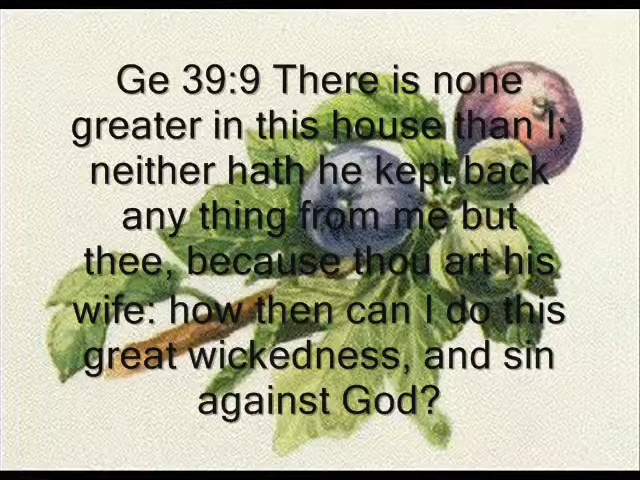 Ge 39:9 There is none
greater in this house than I;
neither hath he kept back
any thing from me but
thee, because thou art his
wife: how then can I do this
great wickedness, and sin
against God?